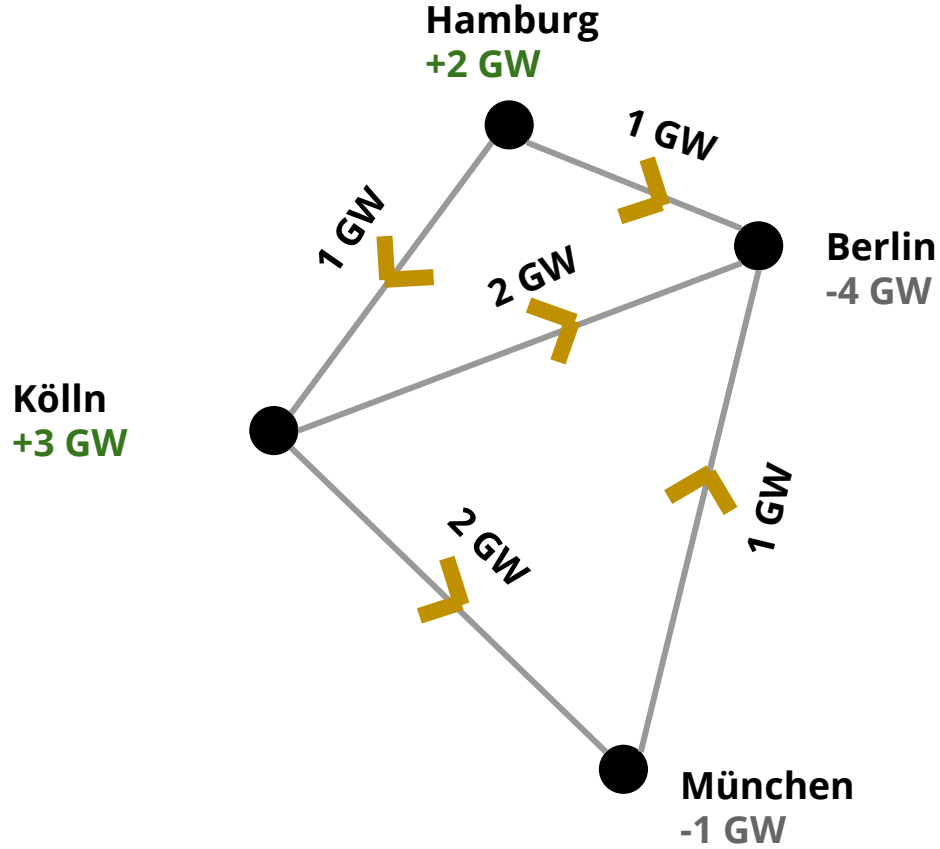 Hamburg
+2 GW
1 GW
1 GW
Berlin
-4 GW
2 GW
Kölln
+3 GW
2 GW
1 GW
München
-1 GW